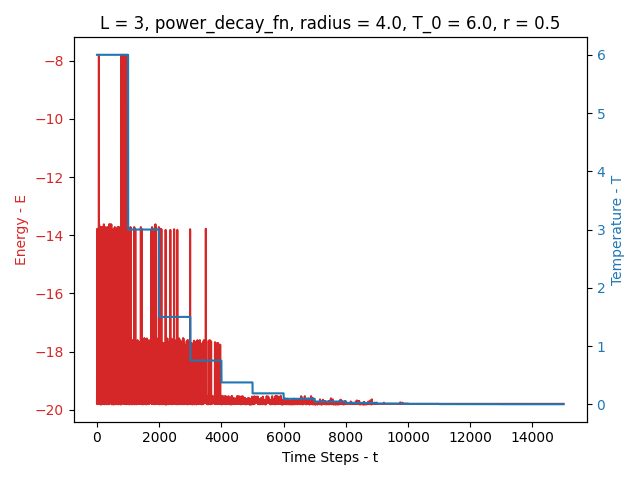 L = 3, power_decay_fn, radius = 4.0, T_0 = 6.0, r = 0.5
Energy - E
−8
−10
−12
−14
−16
−18
−20
6
5
4
3
2
1
0
Temperature - T
0 2000 4000 6000 8000 10000 12000 14000
Time Steps - t